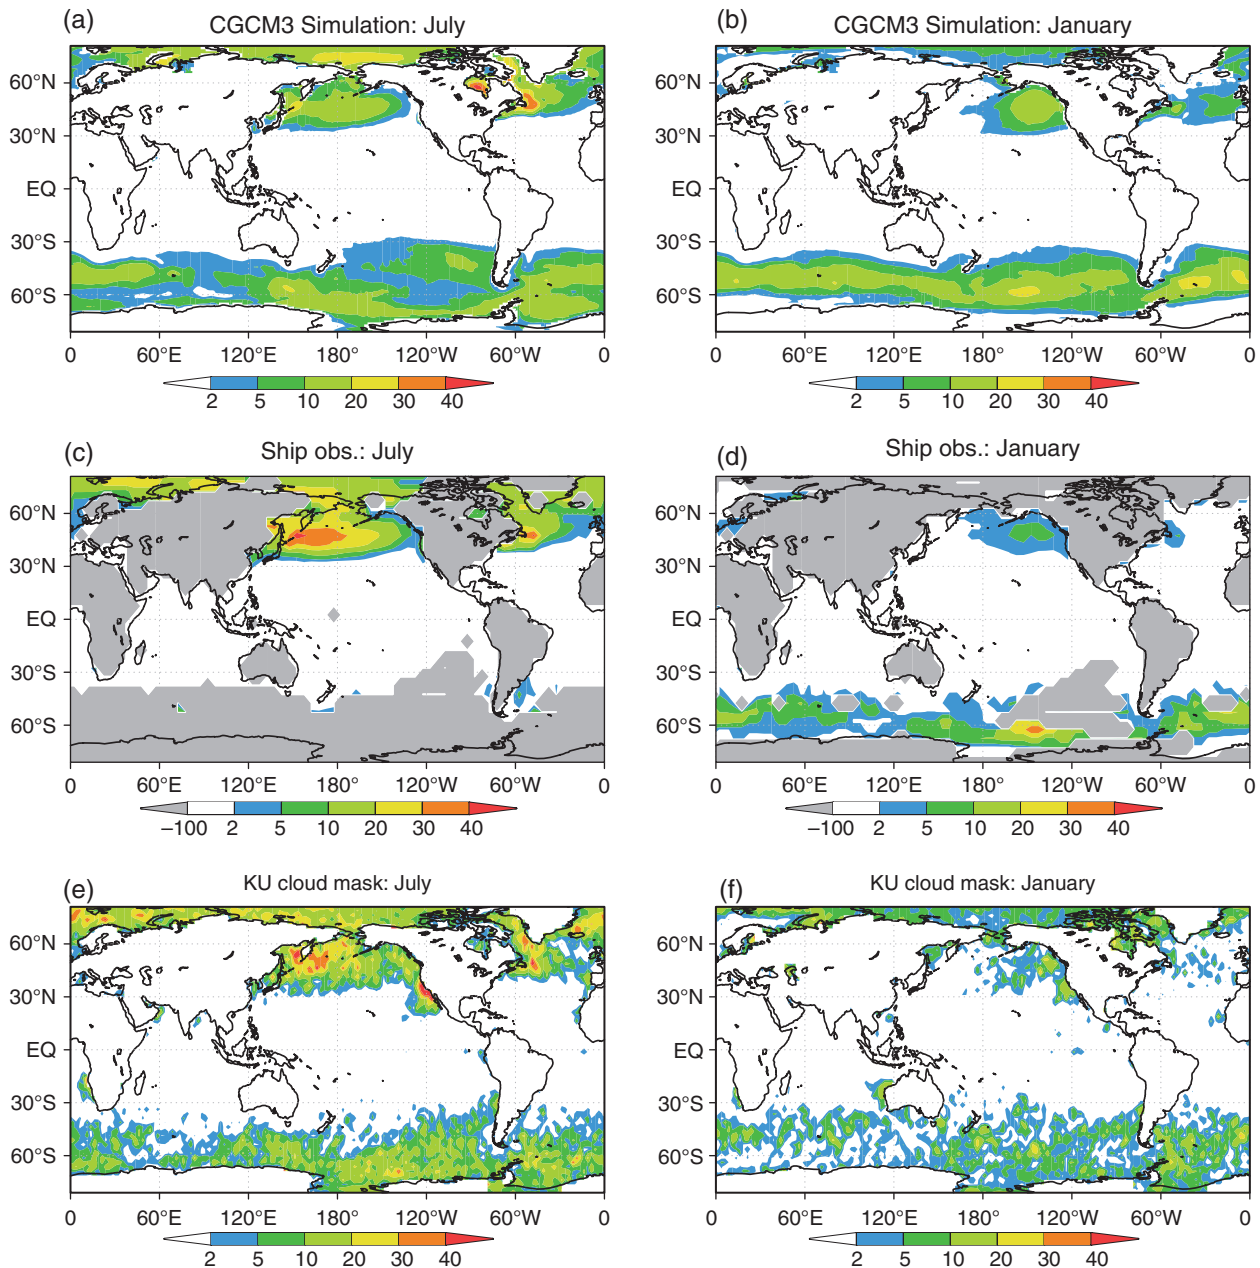 (a) CGCM3 Simulation: July
60°N
30°N
EQ
30°S
60°S
0 60°E 120°E 180° 120°W 60°W 0
2 5 10 20 30 40
(b) CGCM3 Simulation: January
60°N
30°N
EQ
30°S
60°S
0 60°E 120°E 180° 120°W 60°W 0
2 5 10 20 30 40
(c) Ship obs.: July
60°N
30°N
EQ
30°S
60°S
0 60°E 120°E 180° 120°W 60°W 0
−100 2 5 10 20 30 40
(d) Ship obs.: January
60°N
30°N
EQ
30°S
60°S
0 60°E 120°E 180° 120°W 60°W 0
−100 2 5 10 20 30 40
(e) KU cloud mask: July
60°N
30°N
EQ
30°S
60°S
0 60°E 120°E 180° 120°W 60°W 0
2 5 10 20 30 40
(f) KU cloud mask: January
60°N
30°N
EQ
30°S
60°S
0 60°E 120°E 180° 120°W 60°W 0
2 5 10 20 30 40